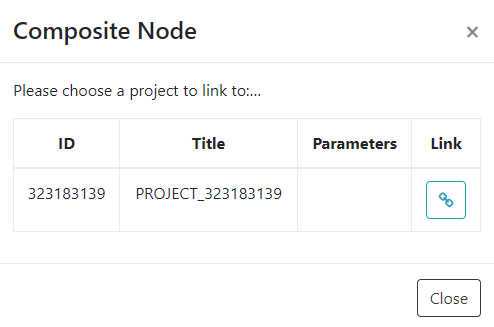 Composite Node ×
Please choose a project to link to:...
ID Title Parameters Link
323183139 PROJECT_323183139
Close